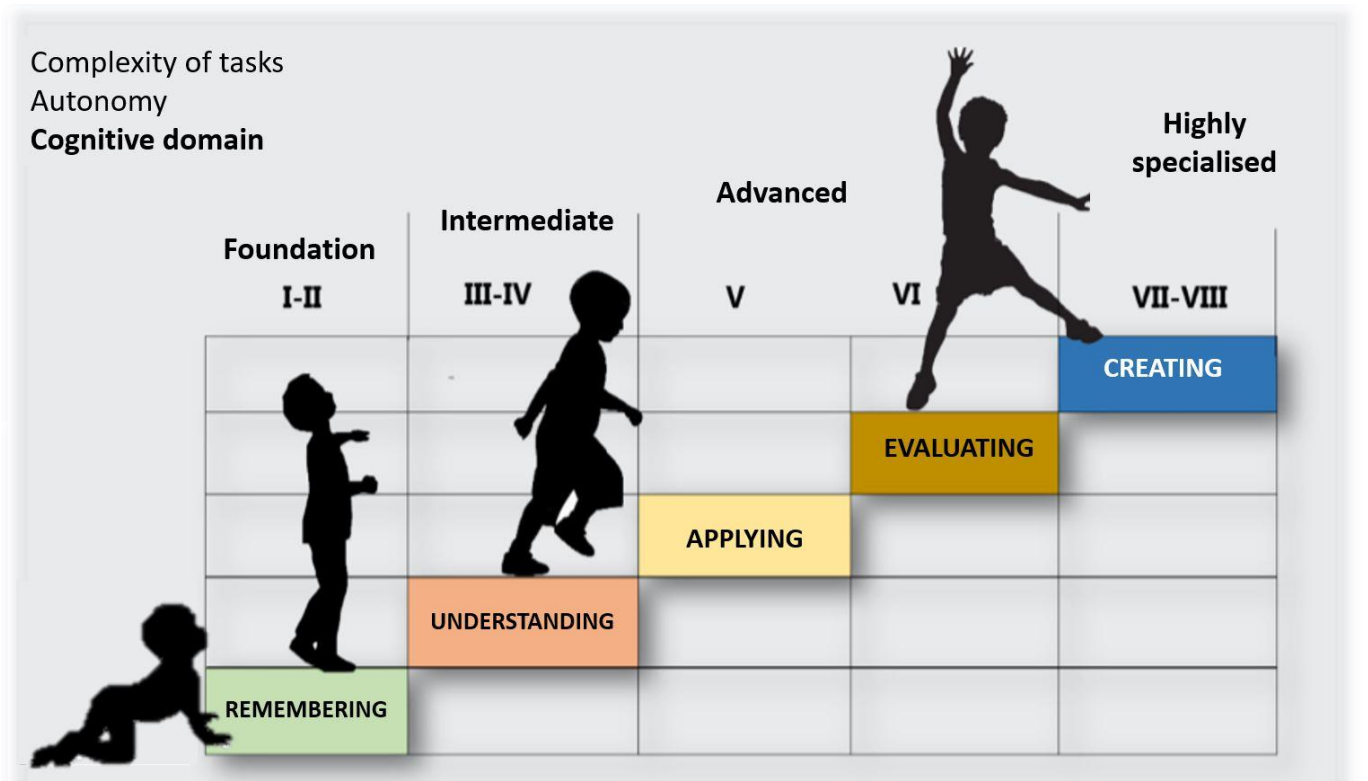 Complexity of tasks
Autonomy
Cognitive domain
Highly
specialised
Advanced
Intermediate
Foundation
I-II
III-IV
V
VI
VII-VIII
CREATING
EVALUATING
APPLYING
UNDERSTANDING
REMEMBERING